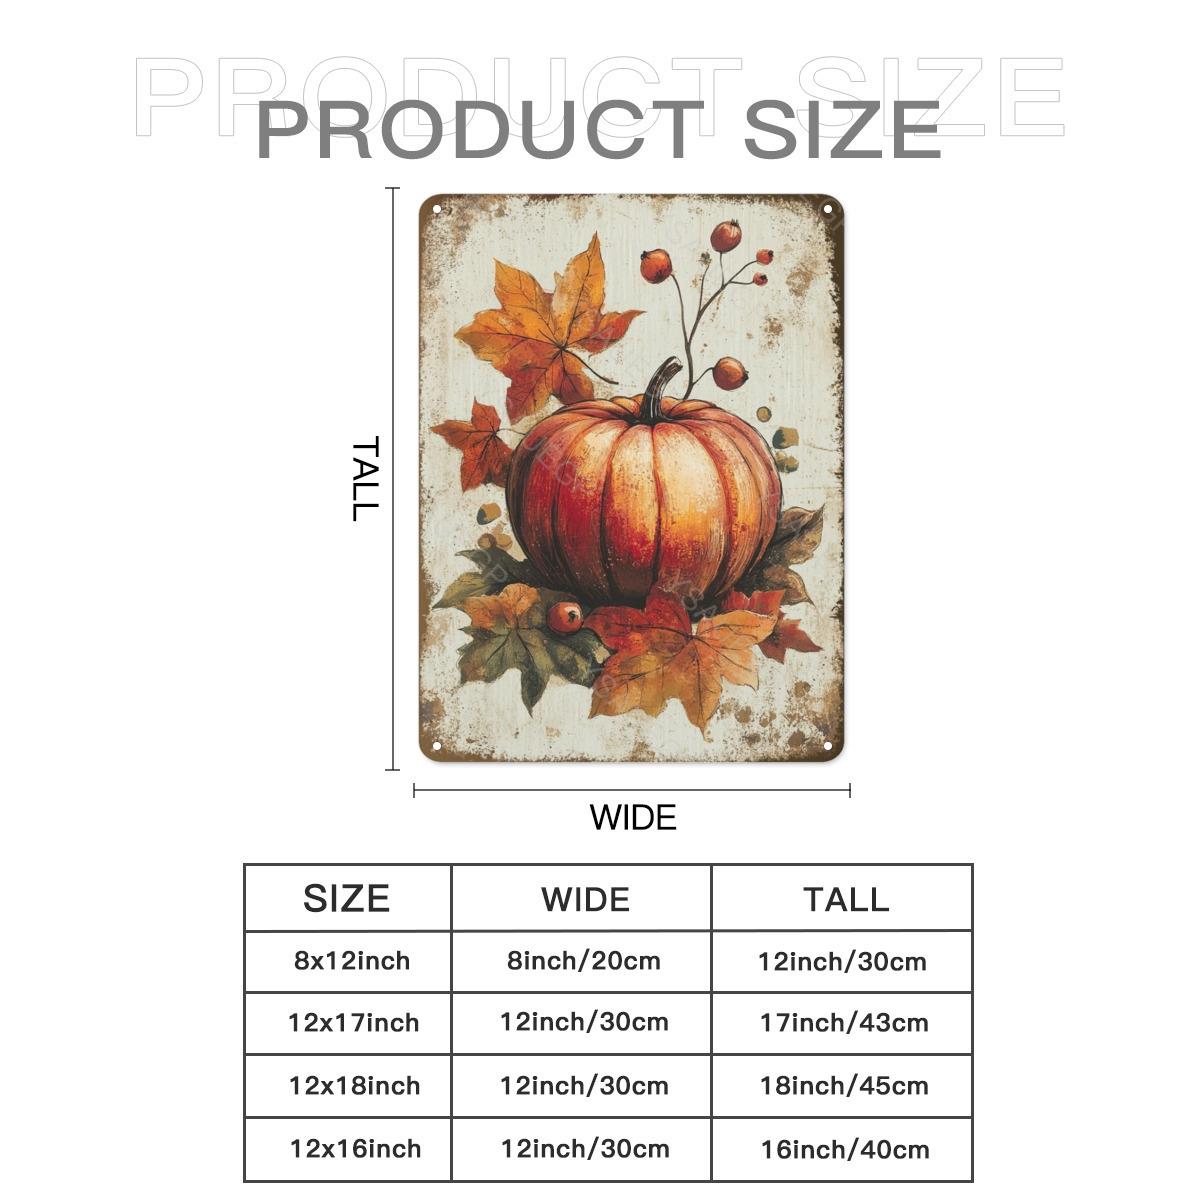 PRODUCT SIZE
PRODUCT SIZE
TALL
WIDE
SIZE WIDE TALL
8x12inch 8inch/20cm 12inch/30cm
12x17inch 12inch/30cm 17inch/43cm
12x18inch 12inch/30cm 18inch/45cm
12x16inch 12inch/30cm 16inch/40cm